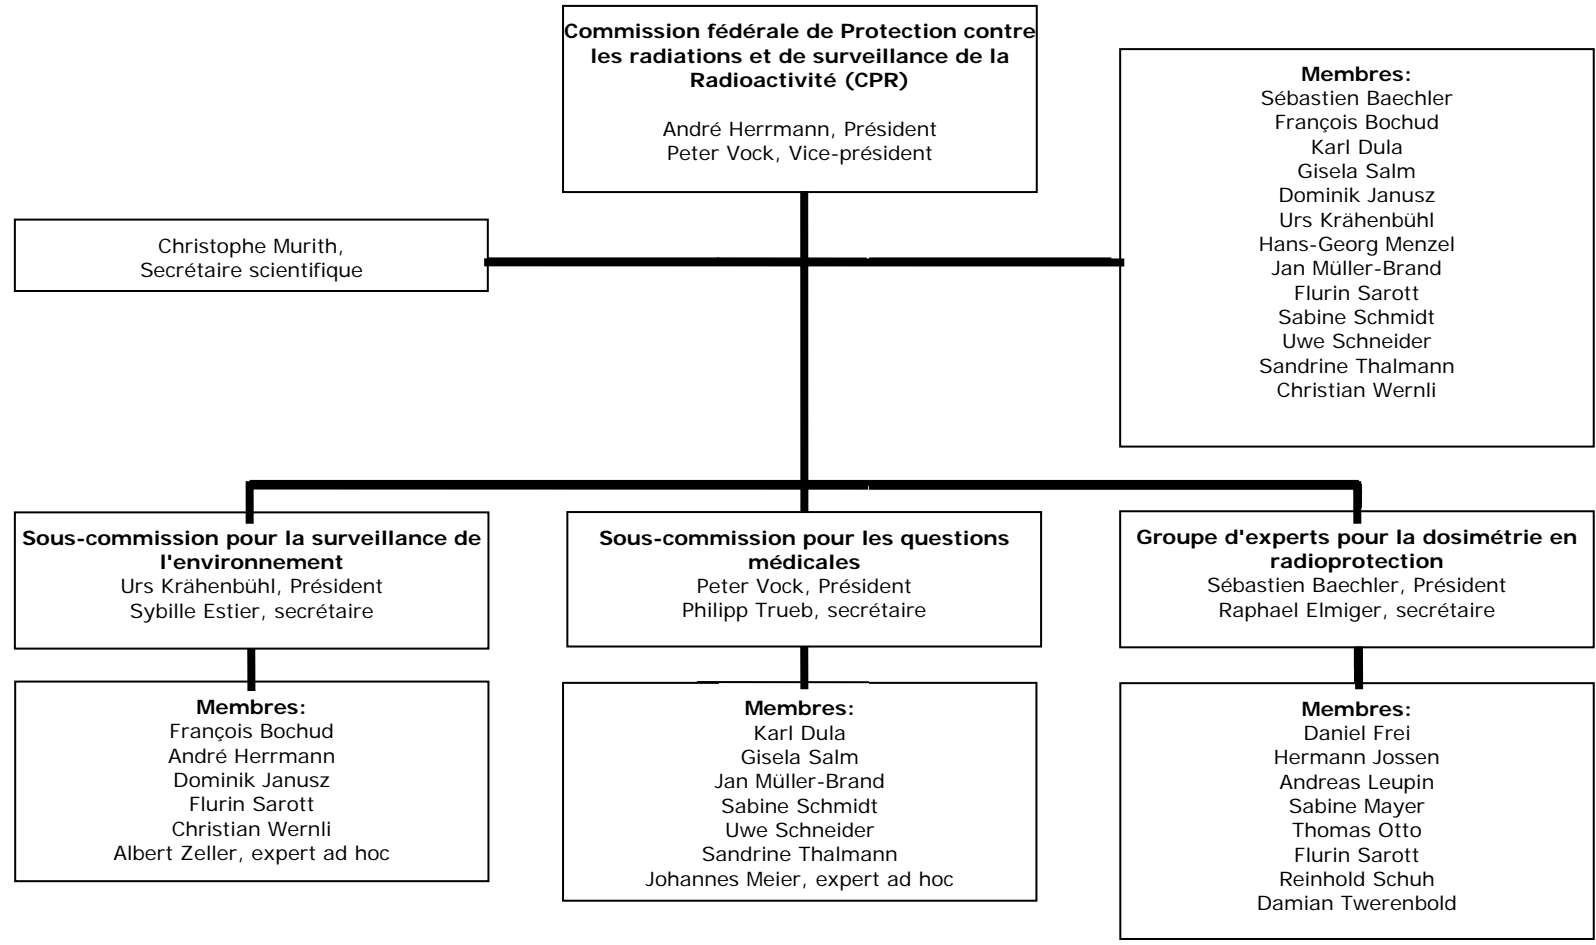 Commission fédérale de Protection contre
les radiations et de surveillance de la
Radioactivité (CPR)
André Herrmann, Président
Peter Vock, Vice-président
Membres:
Sébastien Baechler
François Bochud
Karl Dula
Gisela Salm
Dominik Janusz
Urs Krähenbühl
Hans-Georg Menzel
Jan Müller-Brand
Flurin Sarott
Sabine Schmidt
Uwe Schneider
Sandrine Thalmann
Christian Wernli
Christophe Murith,
Secrétaire scientifique
Sous-commission pour la surveillance de
l'environnement
Urs Krähenbühl, Président
Sybille Estier, secrétaire
Membres:
François Bochud
André Herrmann
Dominik Janusz
Flurin Sarott
Christian Wernli
Albert Zeller, expert ad hoc
Sous-commission pour les questions
médicales
Peter Vock, Président
Philipp Trueb, secrétaire
Membres:
Karl Dula
Gisela Salm
Jan Müller-Brand
Sabine Schmidt
Uwe Schneider
Sandrine Thalmann
Johannes Meier, expert ad hoc
Groupe d'experts pour la dosimétrie en
radioprotection
Sébastien Baechler, Président
Raphael Elmiger, secrétaire
Membres:
Daniel Frei
Hermann Jossen
Andreas Leupin
Sabine Mayer
Thomas Otto
Flurin Sarott
Reinhold Schuh
Damian Twerenbold